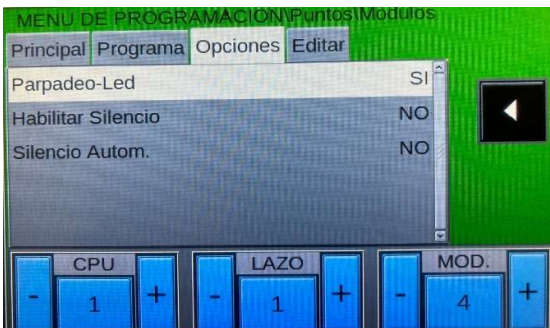 MENU DE PROGRAMACION\Puntos\Modulos
Principal Programa Opciones Editar
Parpadeo-Led SI
Habilitar Silencio NO
Silencio Autom. NO
CPU LAZO MOD.
- 1 + - 1 + - 4 +